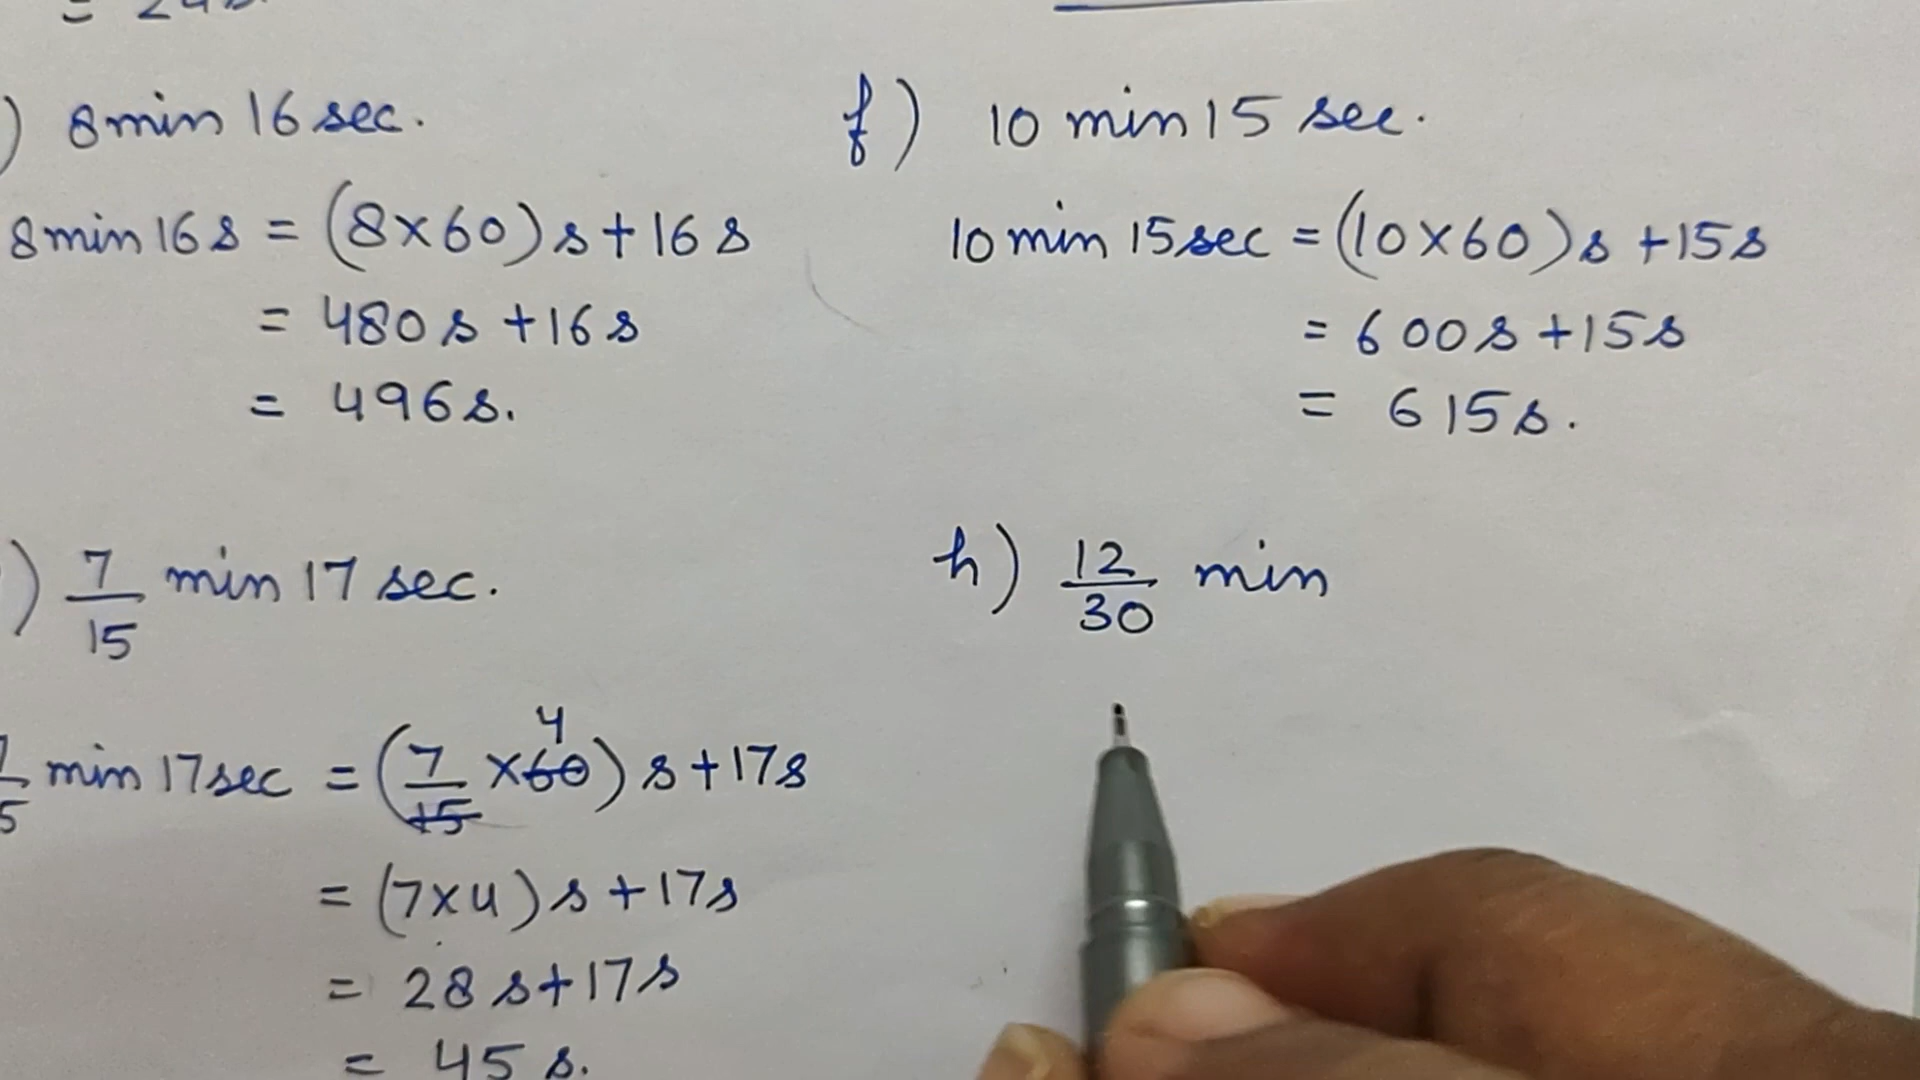 ) 8 min 16 sec.
8 min 16 s = (8×60) s + 16 s
= 480 s + 16 s
= 496 s.
f) 10 min 15 sec.
10 min 15 sec = (10×60) s + 15 s
= 600 s + 15 s
= 615 s.
) 7/15 min 17 sec.
min 17 sec = (7/15 × 60) s + 17 s
4
= (7×4) s + 17 s
= 28 s + 17 s
= 45 s.
h) 12/30 min